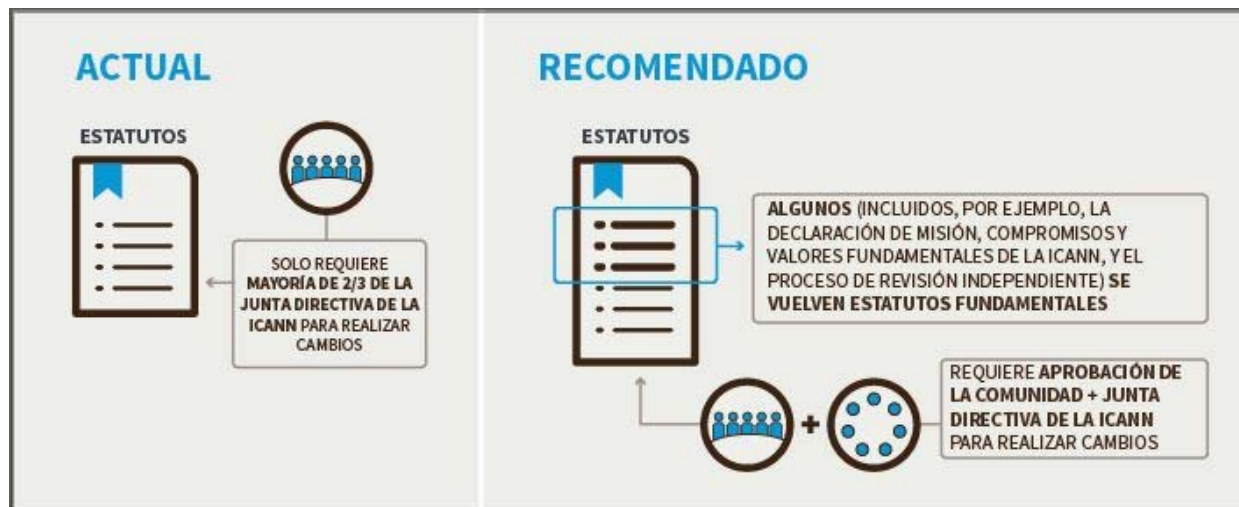 ACTUAL
ESTATUTOS
SOLO REQUIERE
MAYORÍA DE 2/3 DE LA
JUNTA DIRECTIVA DE LA
ICANN PARA REALIZAR
CAMBIOS
RECOMENDADO
ESTATUTOS
ALGUNOS (INCLUIDOS, POR EJEMPLO, LA
DECLARACIÓN DE MISIÓN, COMPROMISOS Y
VALORES FUNDAMENTALES DE LA ICANN, Y EL
PROCESO DE REVISIÓN INDEPENDIENTE) SE
VUELVEN ESTATUTOS FUNDAMENTALES
REQUIERE APROBACIÓN DE
LA COMUNIDAD + JUNTA
DIRECTIVA DE LA ICANN
PARA REALIZAR CAMBIOS
+